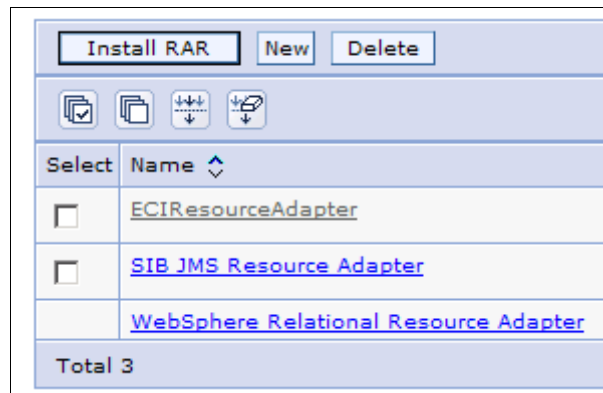 Install RAR New Delete
Select Name
ECIResourceAdapter
SIB JMS Resource Adapter
WebSphere Relational Resource Adapter
Total 3